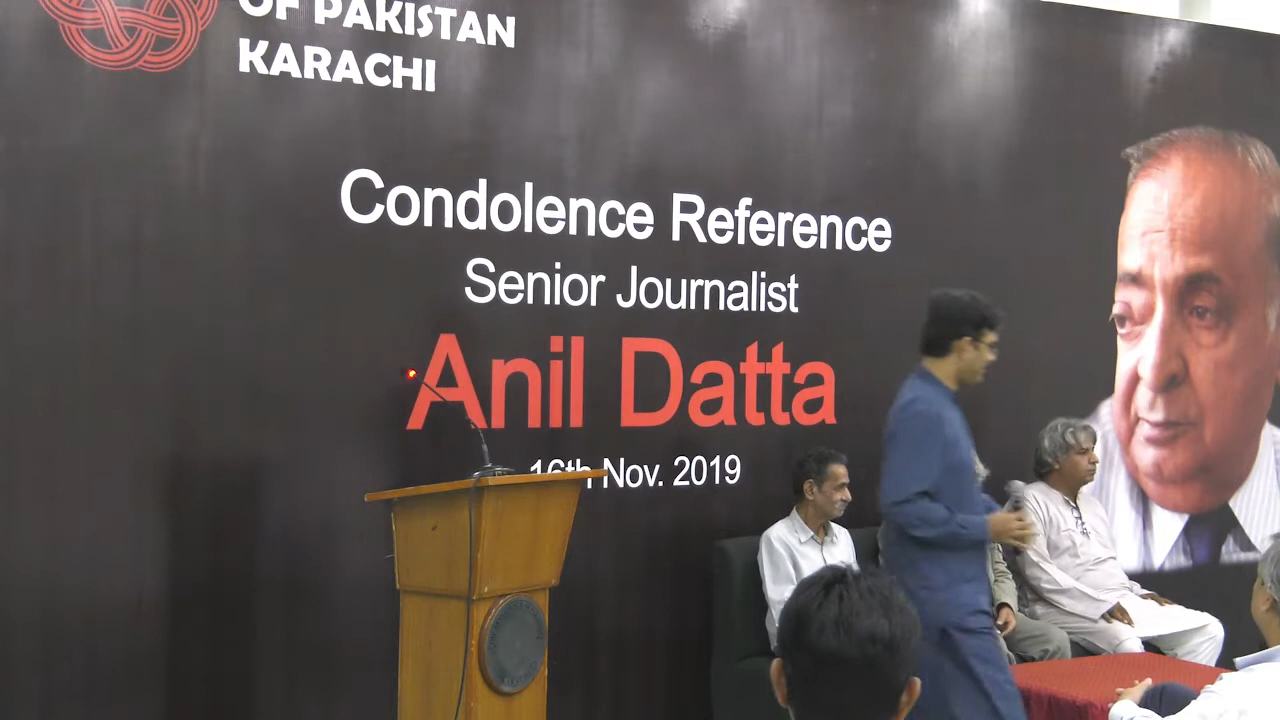 OF PAKISTAN
KARACHI
Condolence Reference
Senior Journalist
Anil Datta
16th Nov. 2019